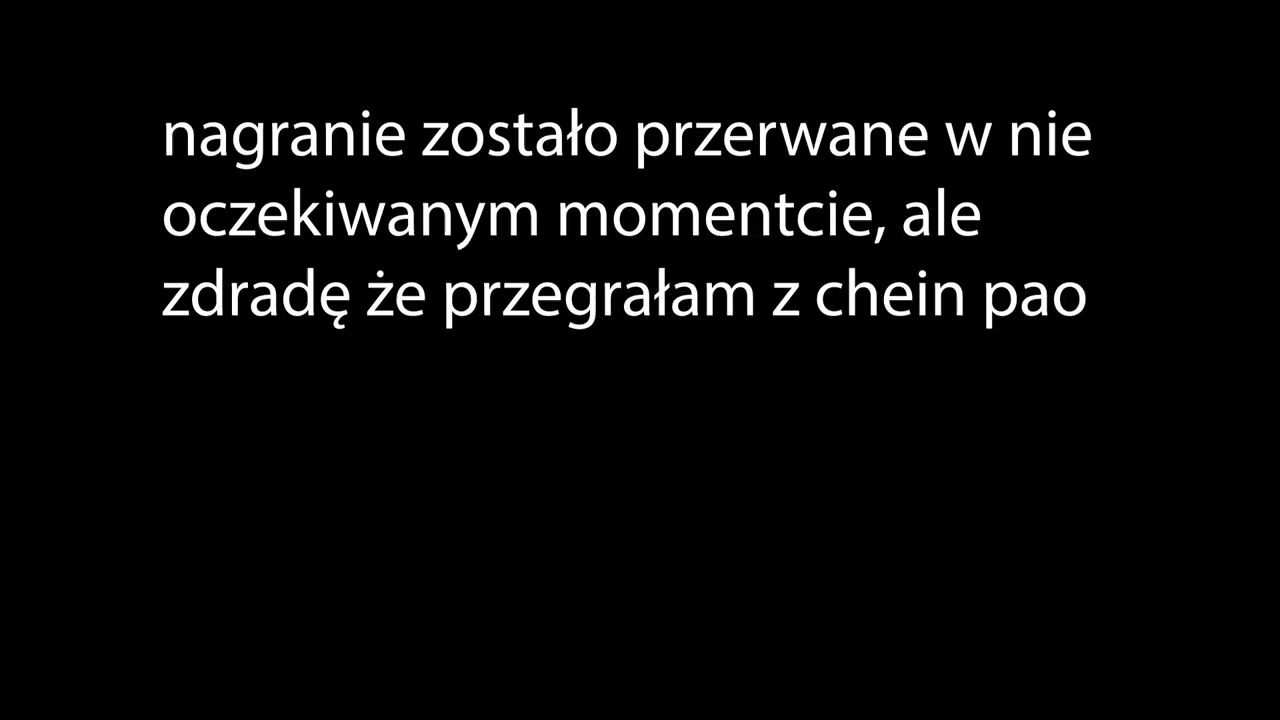 nagranie zostało przerwane w nie
oczekiwanym momentcie, ale
zdradę że przegrałam z chein pao